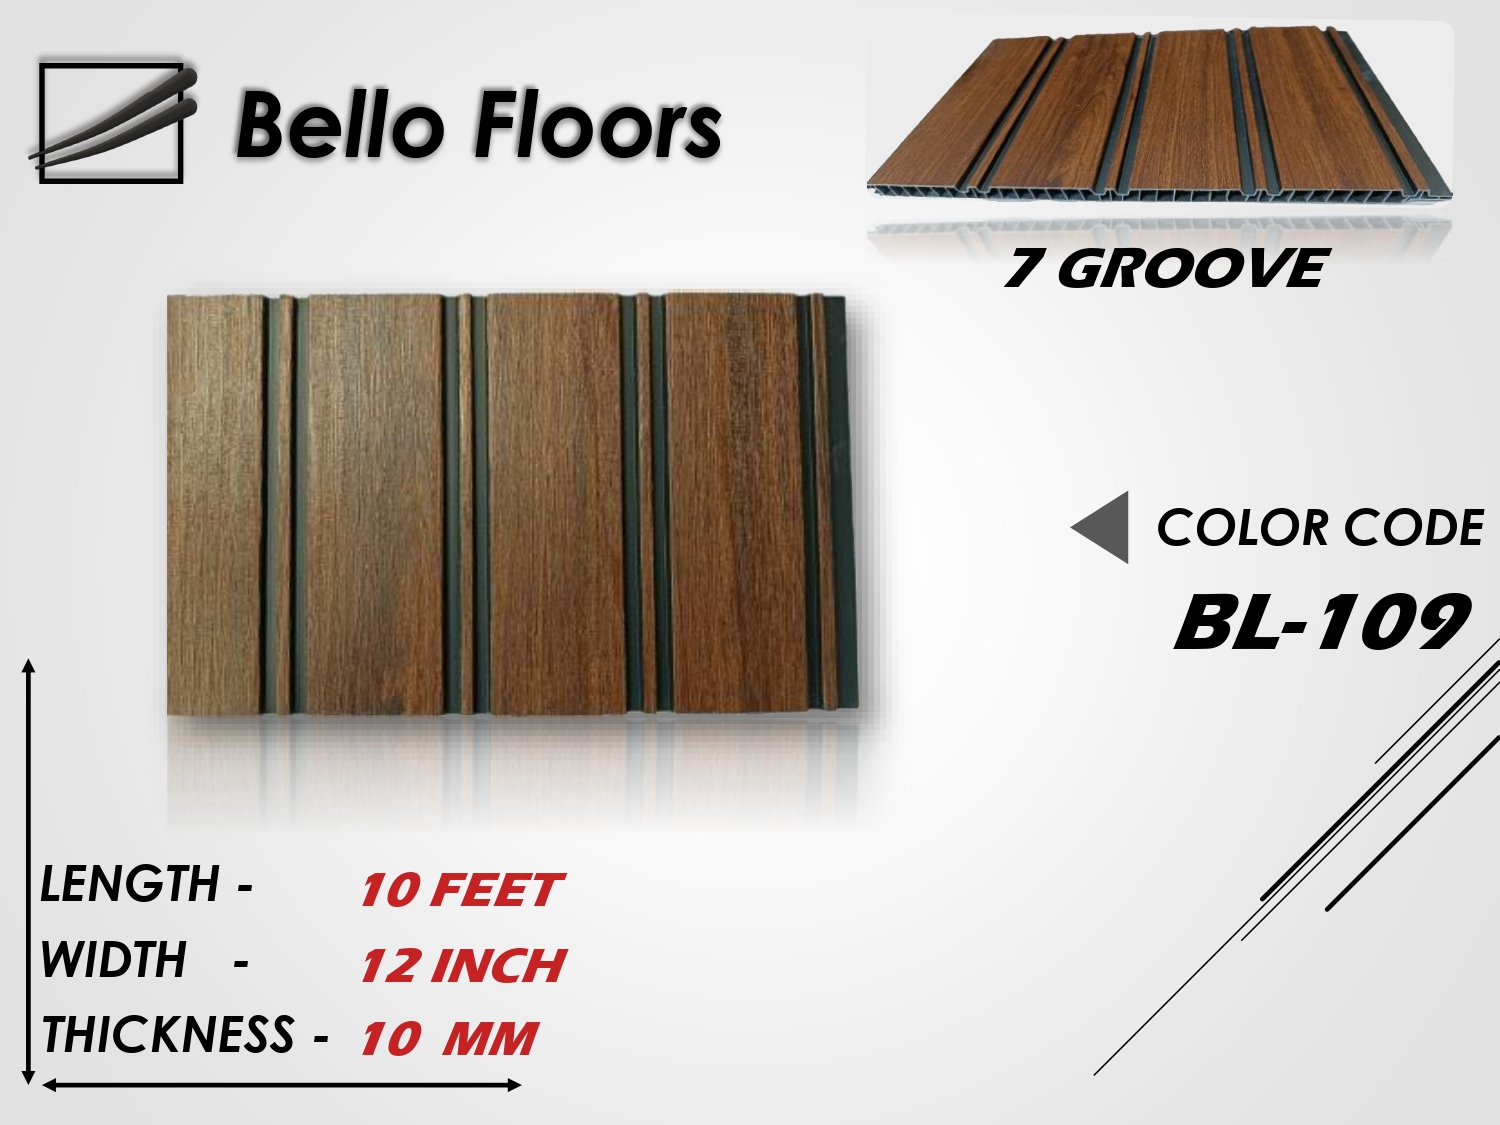 Bello Floors
7 GROOVE
COLOR CODE
BL-109
LENGTH - 10 FEET
WIDTH - 12 INCH
THICKNESS - 10 MM